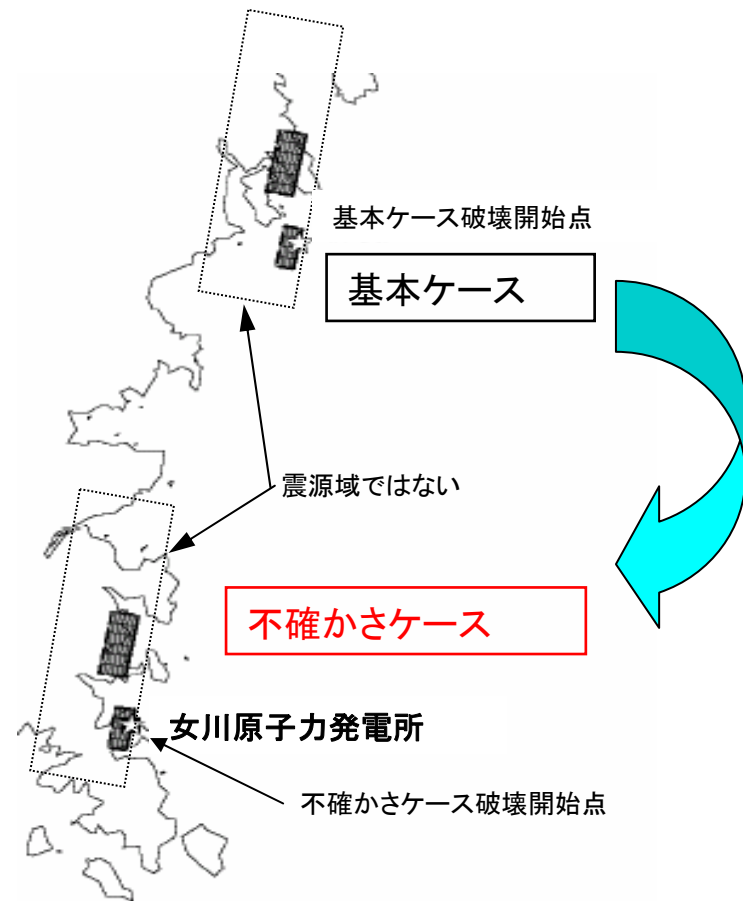 基本ケース破壊開始点
基本ケース
震源域ではない
不確かさケース
女川原子力発電所
不確かさケース破壊開始点